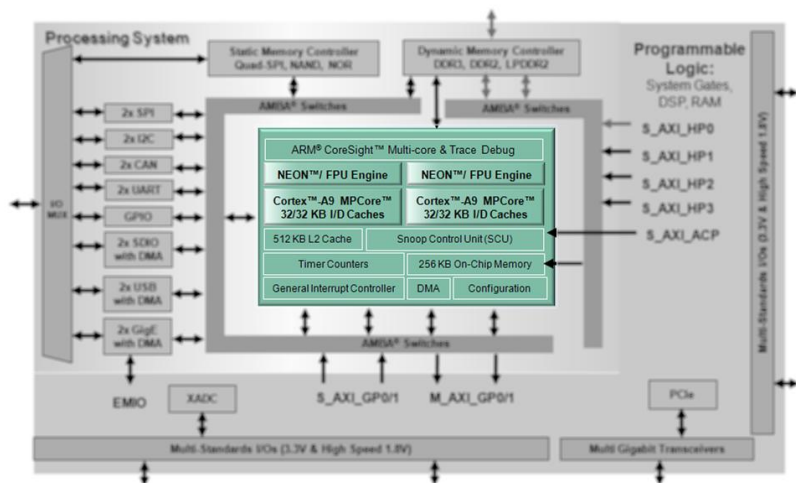 Processing System
Static Memory Controller
Quad-SPI, NAND, NOR
Dynamic Memory Controller
DDR3, DDR2, LPDDR2
Programmable
Logic:
System Gates,
DSP, RAM
AMBA® Switches
AMBA® Switches
I/O
MUX
2x SPI
2x I2C
2x CAN
2x UART
GPIO
2x SDIO
with DMA
2x USB
with DMA
2x GigE
with DMA
EMIO
ARM® CoreSight™ Multi-core & Trace Debug
NEON™/ FPU Engine
NEON™/ FPU Engine
Cortex™-A9 MPCore™
32/32 KB I/D Caches
Cortex™-A9 MPCore™
32/32 KB I/D Caches
512 KB L2 Cache
Snoop Control Unit (SCU)
Timer Counters
256 KB On-Chip Memory
General Interrupt Controller
DMA
Configuration
AMBA® Switches
S_AXI_HP0
S_AXI_HP1
S_AXI_HP2
S_AXI_HP3
S_AXI_ACP
Multi-Standards I/Os (3.3V & High Speed 1.8V)
XADC
S_AXI_GP0/1
M_AXI_GP0/1
PCIe
Multi-Standards I/Os (3.3V & High Speed 1.8V)
Multi Gigabit Transceivers